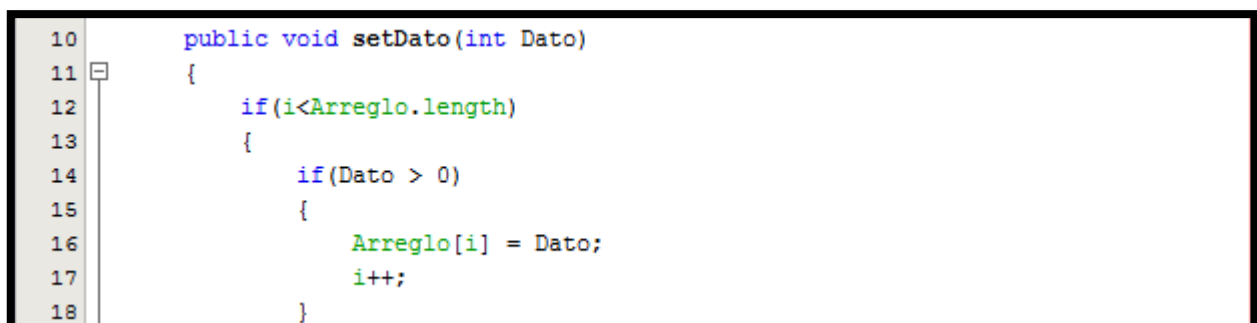 10 public void setDato(int Dato)
11 {
12 if(i<Arreglo.length)
13 {
14 if(Dato > 0)
15 {
16 Arreglo[i] = Dato;
17 i++;
18 }